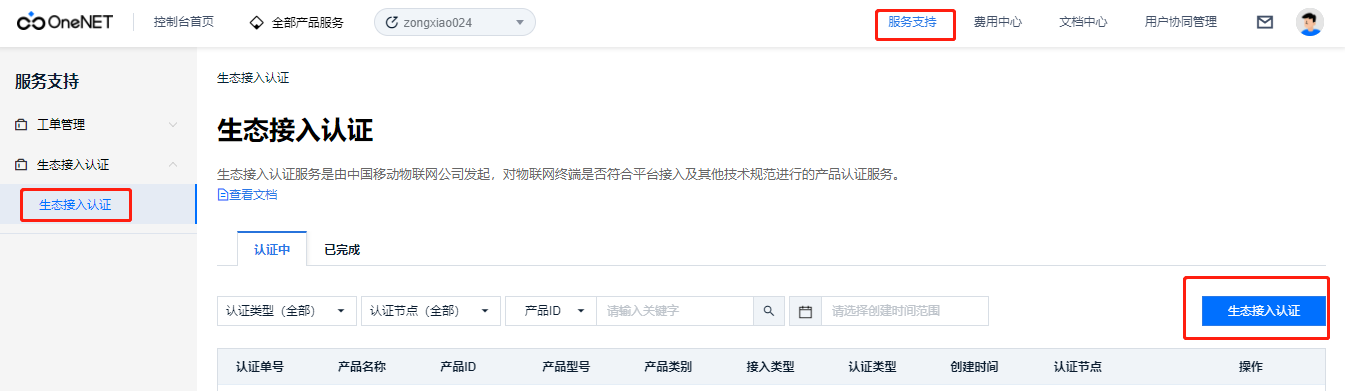 OneNET 控制台首页 全部产品服务 zongxiao024 服务支持 费用中心 文档中心 用户协同管理
服务支持
工单管理
生态接入认证
生态接入认证
生态接入认证
生态接入认证
生态接入认证服务是由中国移动物联网公司发起，对物联网终端是否符合平台接入及其他技术规范进行的产品认证服务。
查看文档
认证中 已完成
认证类型（全部） 认证节点（全部） 产品ID 请输入关键字 请选择创建时间范围 生态接入认证
认证单号 产品名称 产品ID 产品型号 产品类别 接入类型 认证类型 创建时间 认证节点 操作